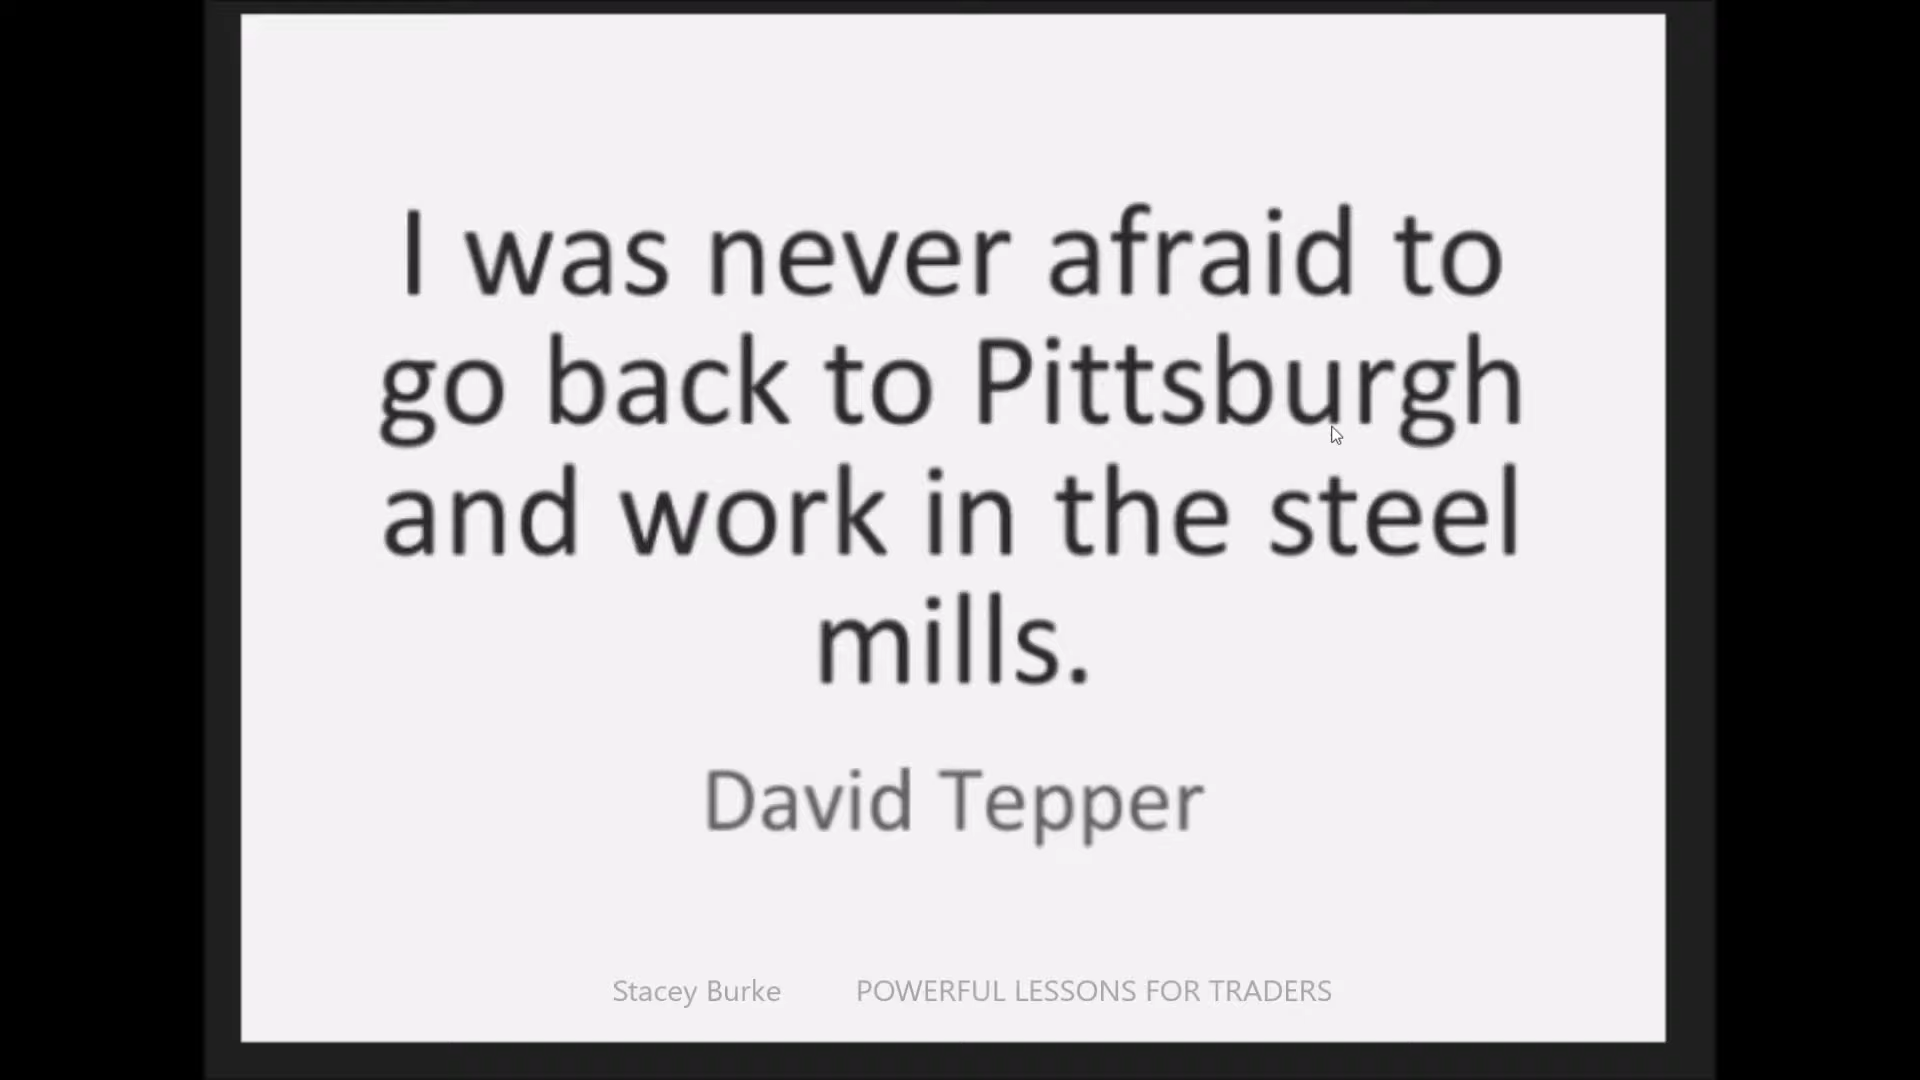 I was never afraid to
go back to Pittsburgh
and work in the steel
mills.
David Tepper
Stacey Burke POWERFUL LESSONS FOR TRADERS